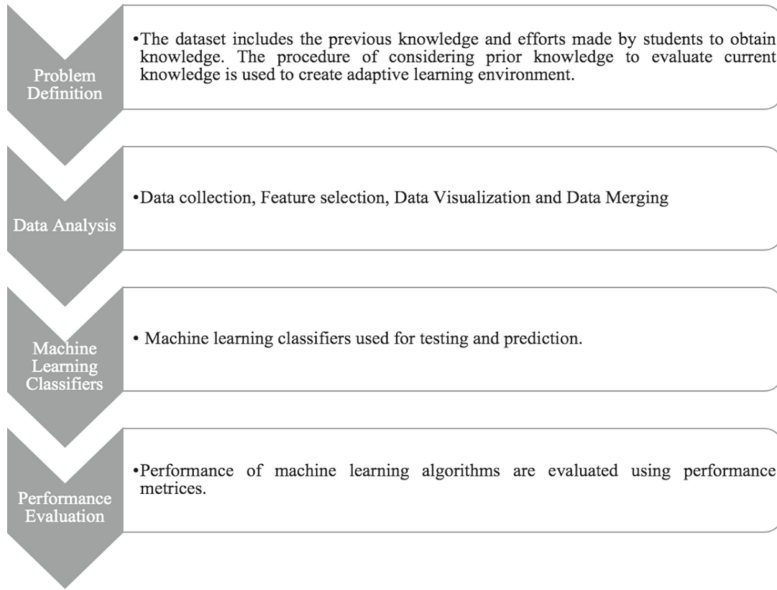 Problem
Definition
•The dataset includes the previous knowledge and efforts made by students to obtain
knowledge. The procedure of considering prior knowledge to evaluate current
knowledge is used to create adaptive learning environment.
Data Analysis
•Data collection, Feature selection, Data Visualization and Data Merging
Machine
Learning
Classifiers
• Machine learning classifiers used for testing and prediction.
Performance
Evaluation
•Performance of machine learning algorithms are evaluated using performance
metrices.